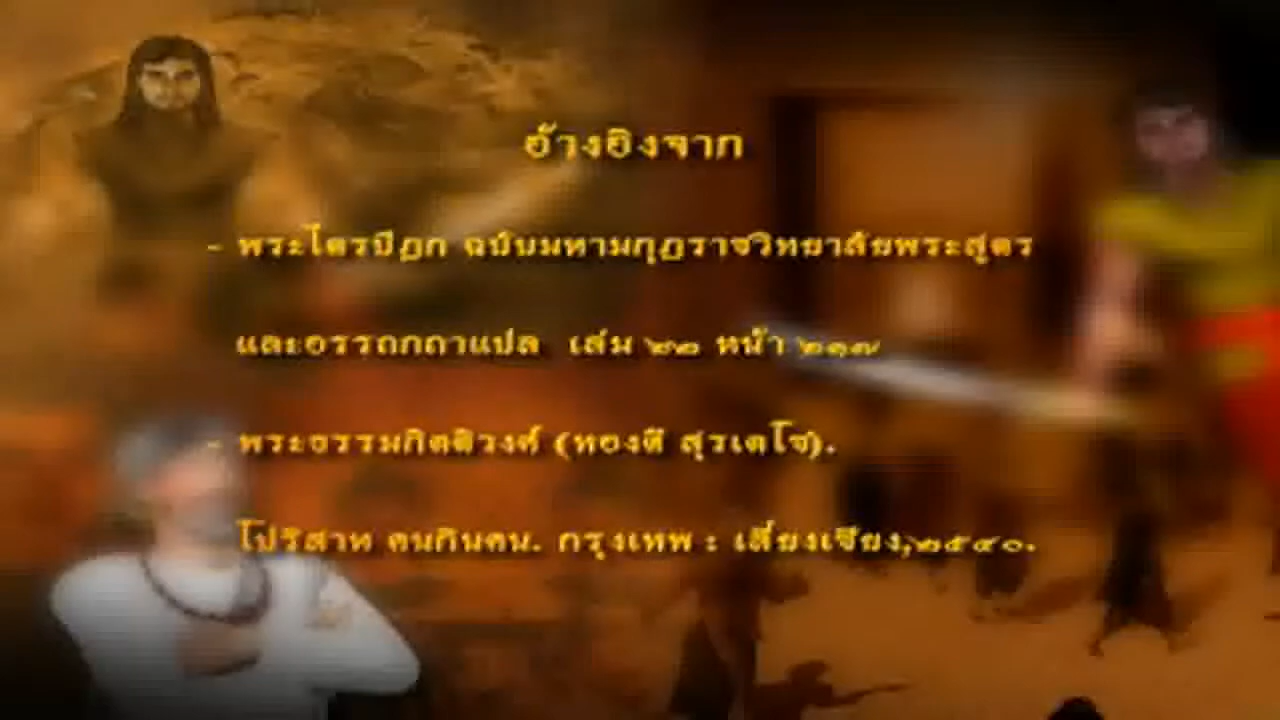 อ้างอิงจาก
- พระไตรปิฎก ฉบับมหามกุฏราชวิทยาลัยพระสูตร
และอรรถกถาแปล เล่ม ๒๒ หน้า ๒๑๗
- พระธรรมกิตติวงศ์ (ทองดี สุรเตโช).
โปริสาท คนกินคน. กรุงเทพ : เลี่ยงเชียง,๒๕๔๐.